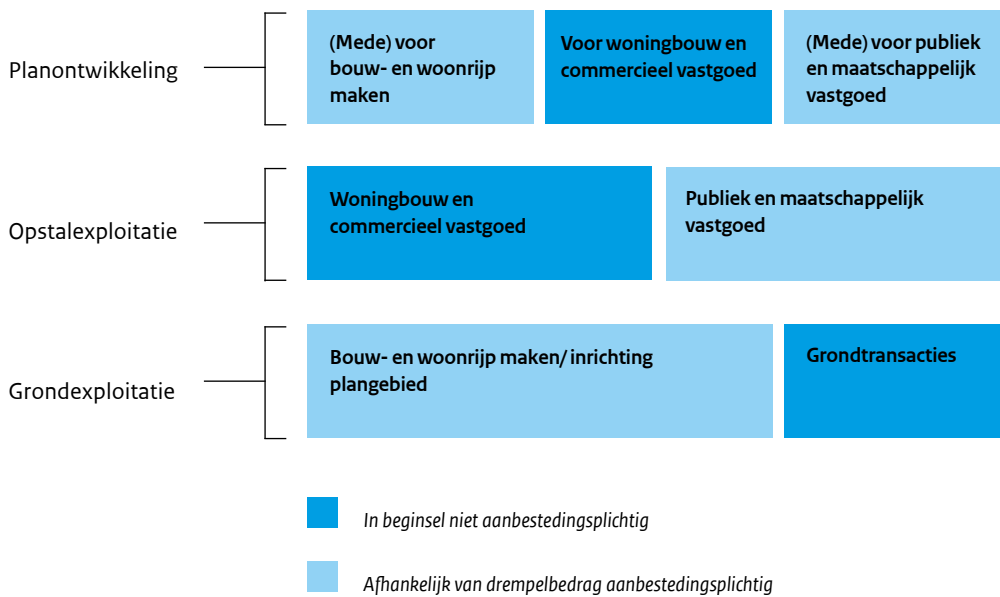 Planontwikkeling
(Mede) voor
bouw- en woonrijp
maken
Voor woningbouw en
commercieel vastgoed
(Mede) voor publiek
en maatschappelijk
vastgoed
Opstalexploitatie
Woningbouw en
commercieel vastgoed
Publiek en maatschappelijk
vastgoed
Grondexploitatie
Bouw- en woonrijp maken/ inrichting
plangebied
Grondtransacties
In beginsel niet aanbestedingsplichtig
Afhankelijk van drempelbedrag aanbestedingsplichtig